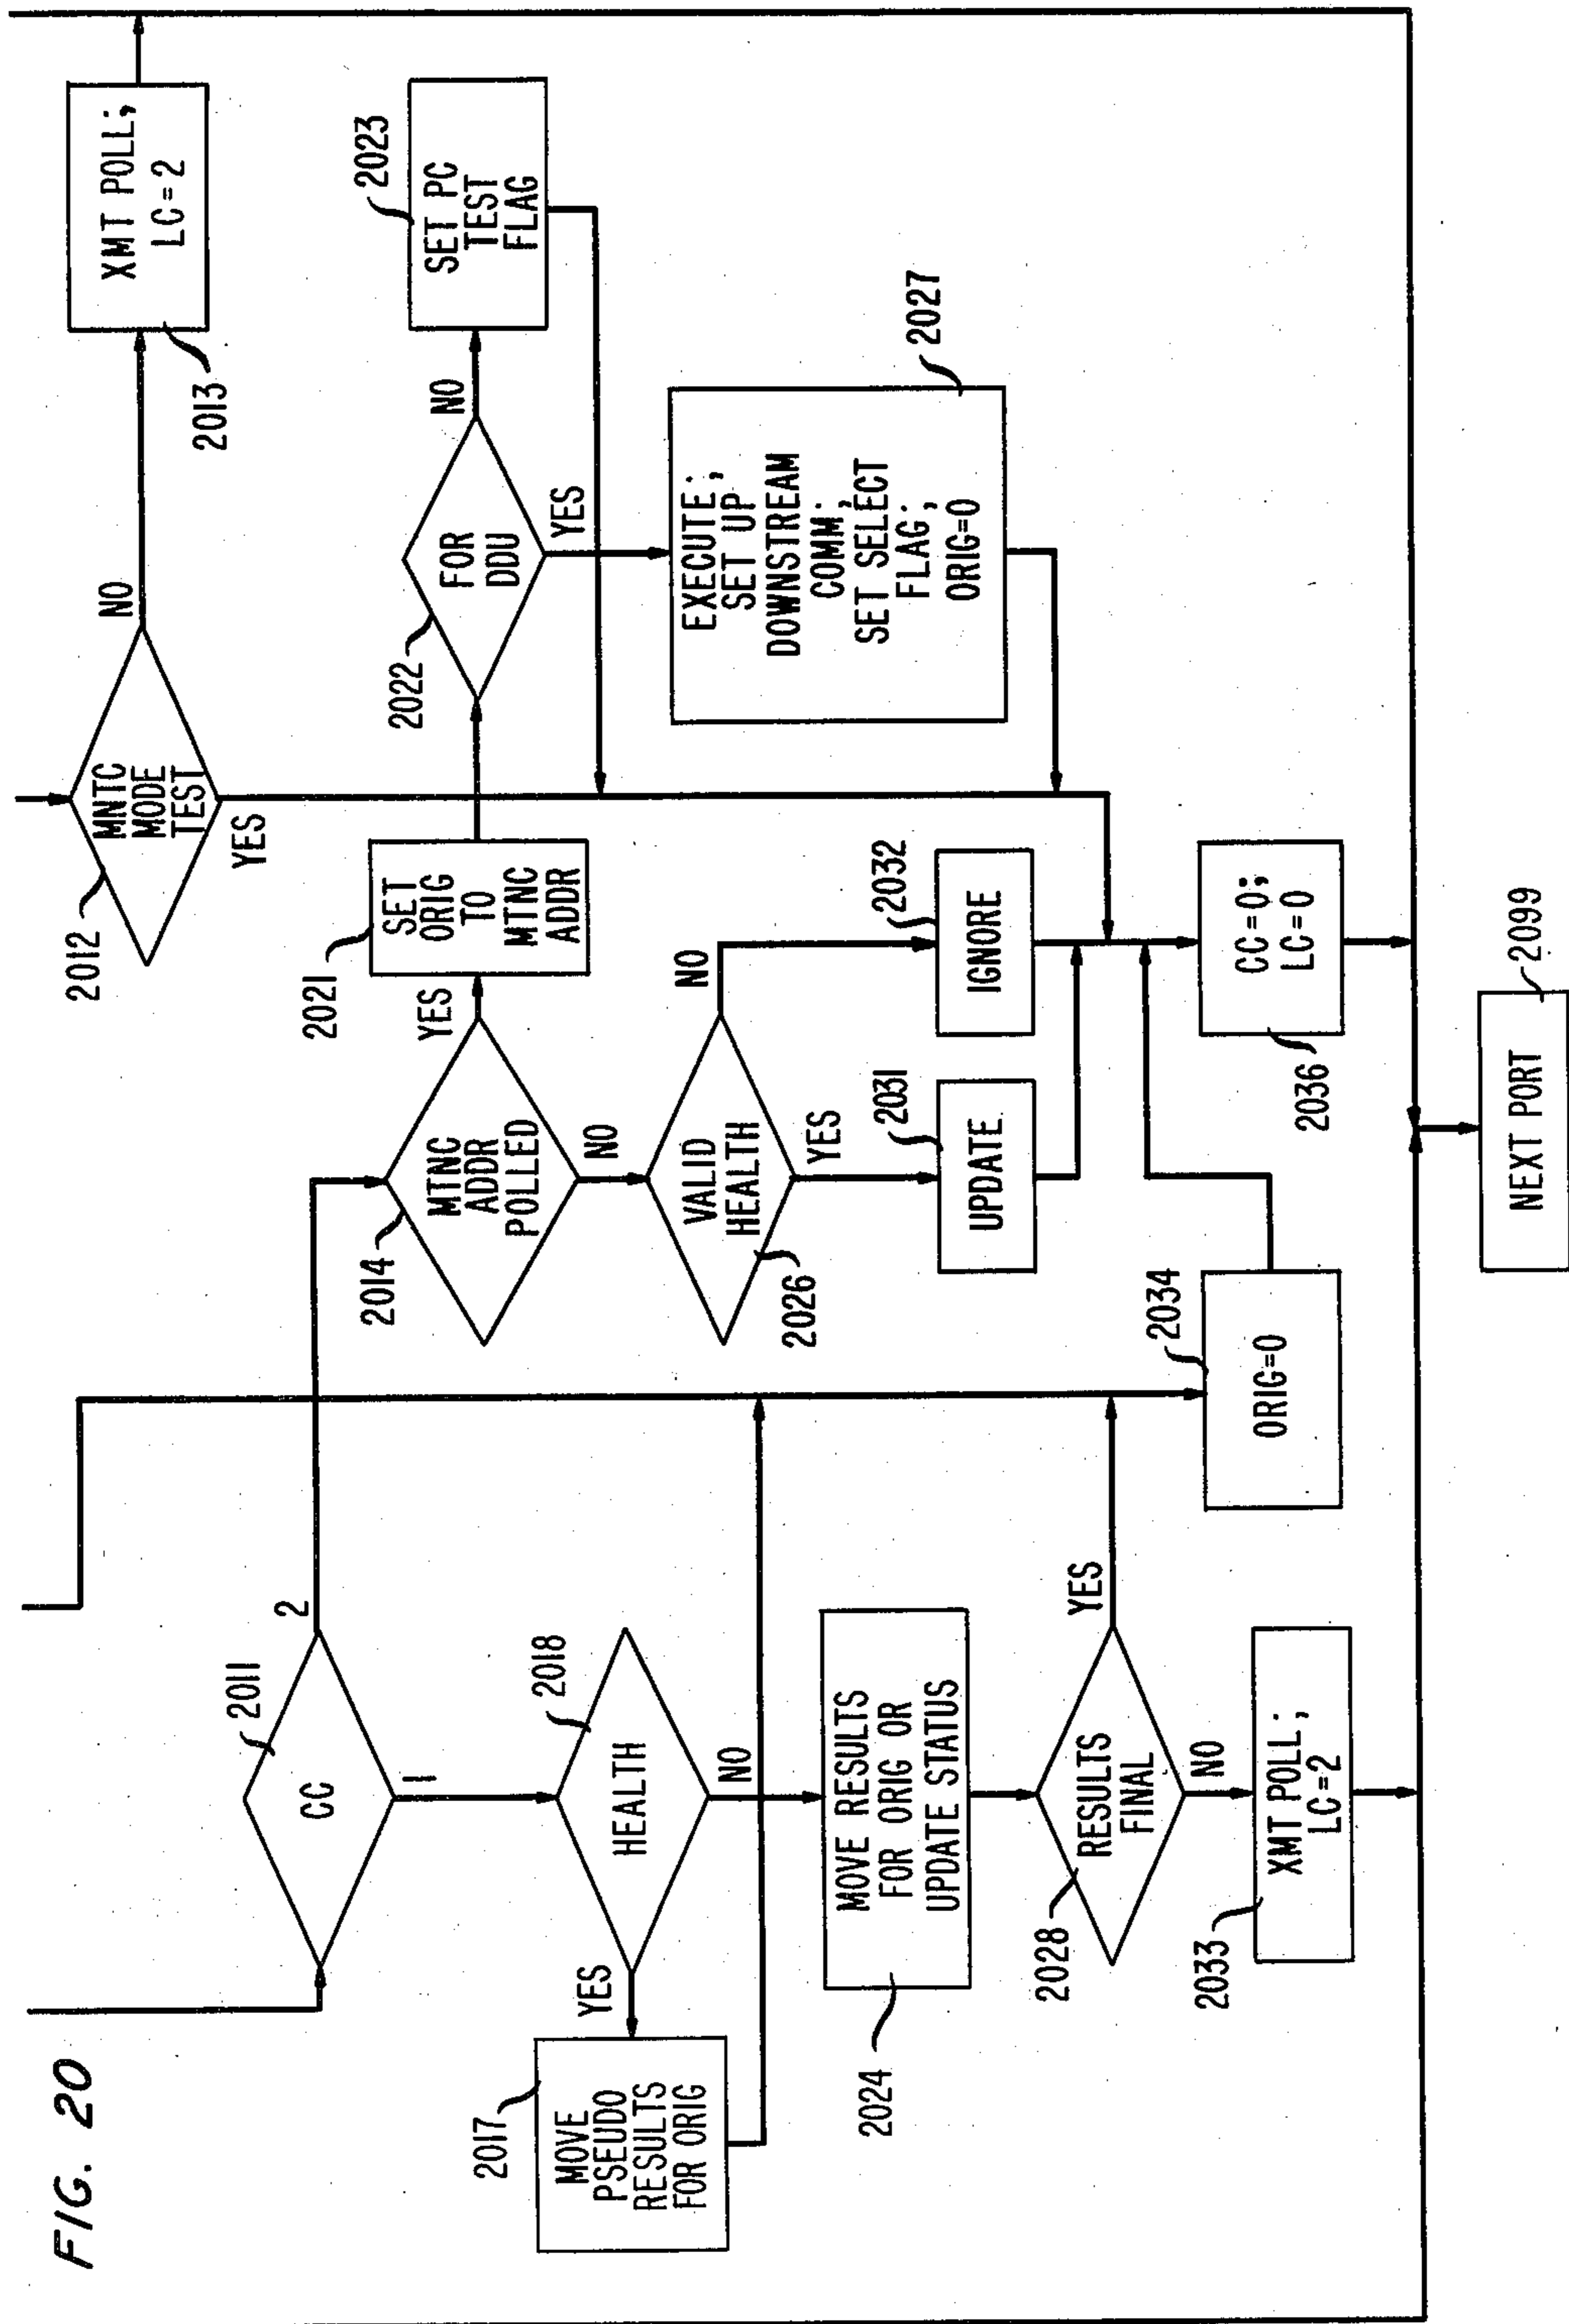 FIG. 20
2011
CC
2
1
2012
MNTC
MODE
TEST
NO
YES
XMT POLL;
LC=2
2013
2017
MOVE
PSEUDO
RESULTS
FOR ORIG
YES
2018
HEALTH
NO
2014
MTNC
ADDR
POLLED
YES
NO
2021
SET
ORIG
TO
MTNC
ADDR
2022
FOR
DDU
NO
YES
2023
SET PC
TEST
FLAG
2024
MOVE RESULTS
FOR ORIG OR
UPDATE STATUS
2026
VALID
HEALTH
NO
YES
2027
EXECUTE;
SET UP
DOWNSTREAM
COMM;
SET SELECT
FLAG;
ORIG=0
2028
RESULTS
FINAL
YES
NO
2031
UPDATE
2032
IGNORE
2033
XMT POLL;
LC=2
2034
ORIG=0
2036
CC=0;
LC=0
NEXT PORT
2099